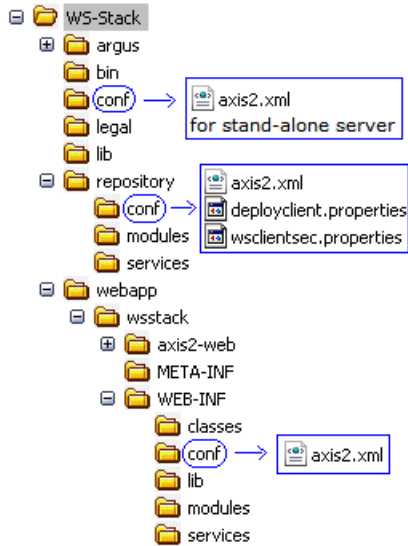 WS-Stack
argus
bin
conf
axis2.xml
for stand-alone server
legal
lib
repository
conf
axis2.xml
deployclient.properties
wsclientsec.properties
modules
services
webapp
wsstack
axis2-web
META-INF
WEB-INF
classes
conf
axis2.xml
lib
modules
services